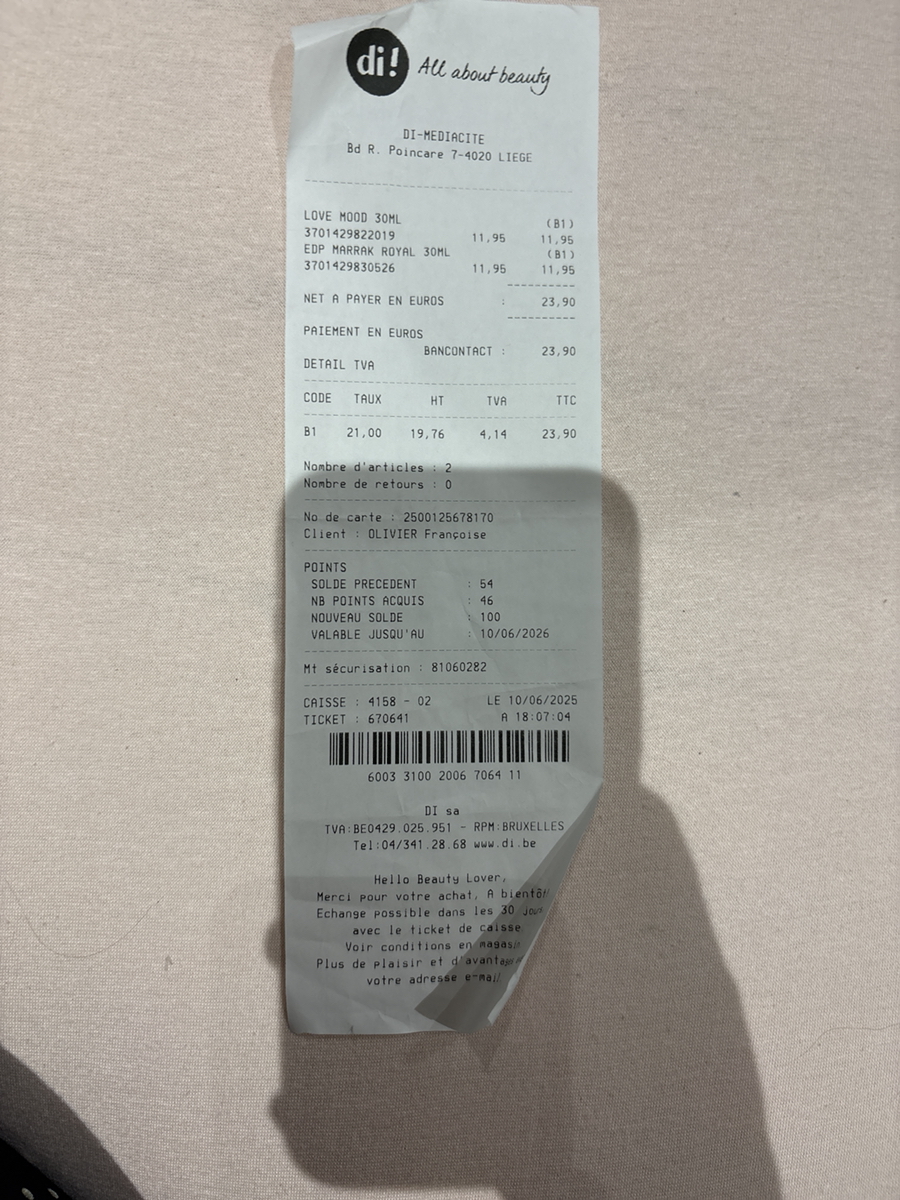 di! All about beauty
DI-MEDIACITE
Bd R. Poincare 7-4020 LIEGE
LOVE MOOD 30ML (B1)
3701429822019 11,95 11,95
EDP MARRAK ROYAL 30ML (B1)
3701429830526 11,95 11,95
NET A PAYER EN EUROS : 23,90
PAIEMENT EN EUROS
BANCONTACT : 23,90
DETAIL TVA
CODE TAUX HT TVA TTC
B1 21,00 19,76 4,14 23,90
Nombre d'articles : 2
Nombre de retours : 0
No de carte : 2500125678170
Client : OLIVIER Françoise
POINTS
SOLDE PRECEDENT : 54
NB POINTS ACQUIS : 46
NOUVEAU SOLDE : 100
VALABLE JUSQU'AU : 10/06/2026
Mt sécurisation : 81060282
CAISSE : 4158 - 02 LE 10/06/2025
TICKET : 670641 A 18:07:04
6003 3100 2006 7064 11
DI sa
TVA:BE0429.025.951 - RPM:BRUXELLES
Tel:04/341.28.68 www.di.be
Hello Beauty Lover,
Merci pour votre achat, A bientôt
Echange possible dans les 30 jour
avec le ticket de caisse
Voir conditions en magasin
Plus de plaisir et d'avantages
votre adresse e-mail